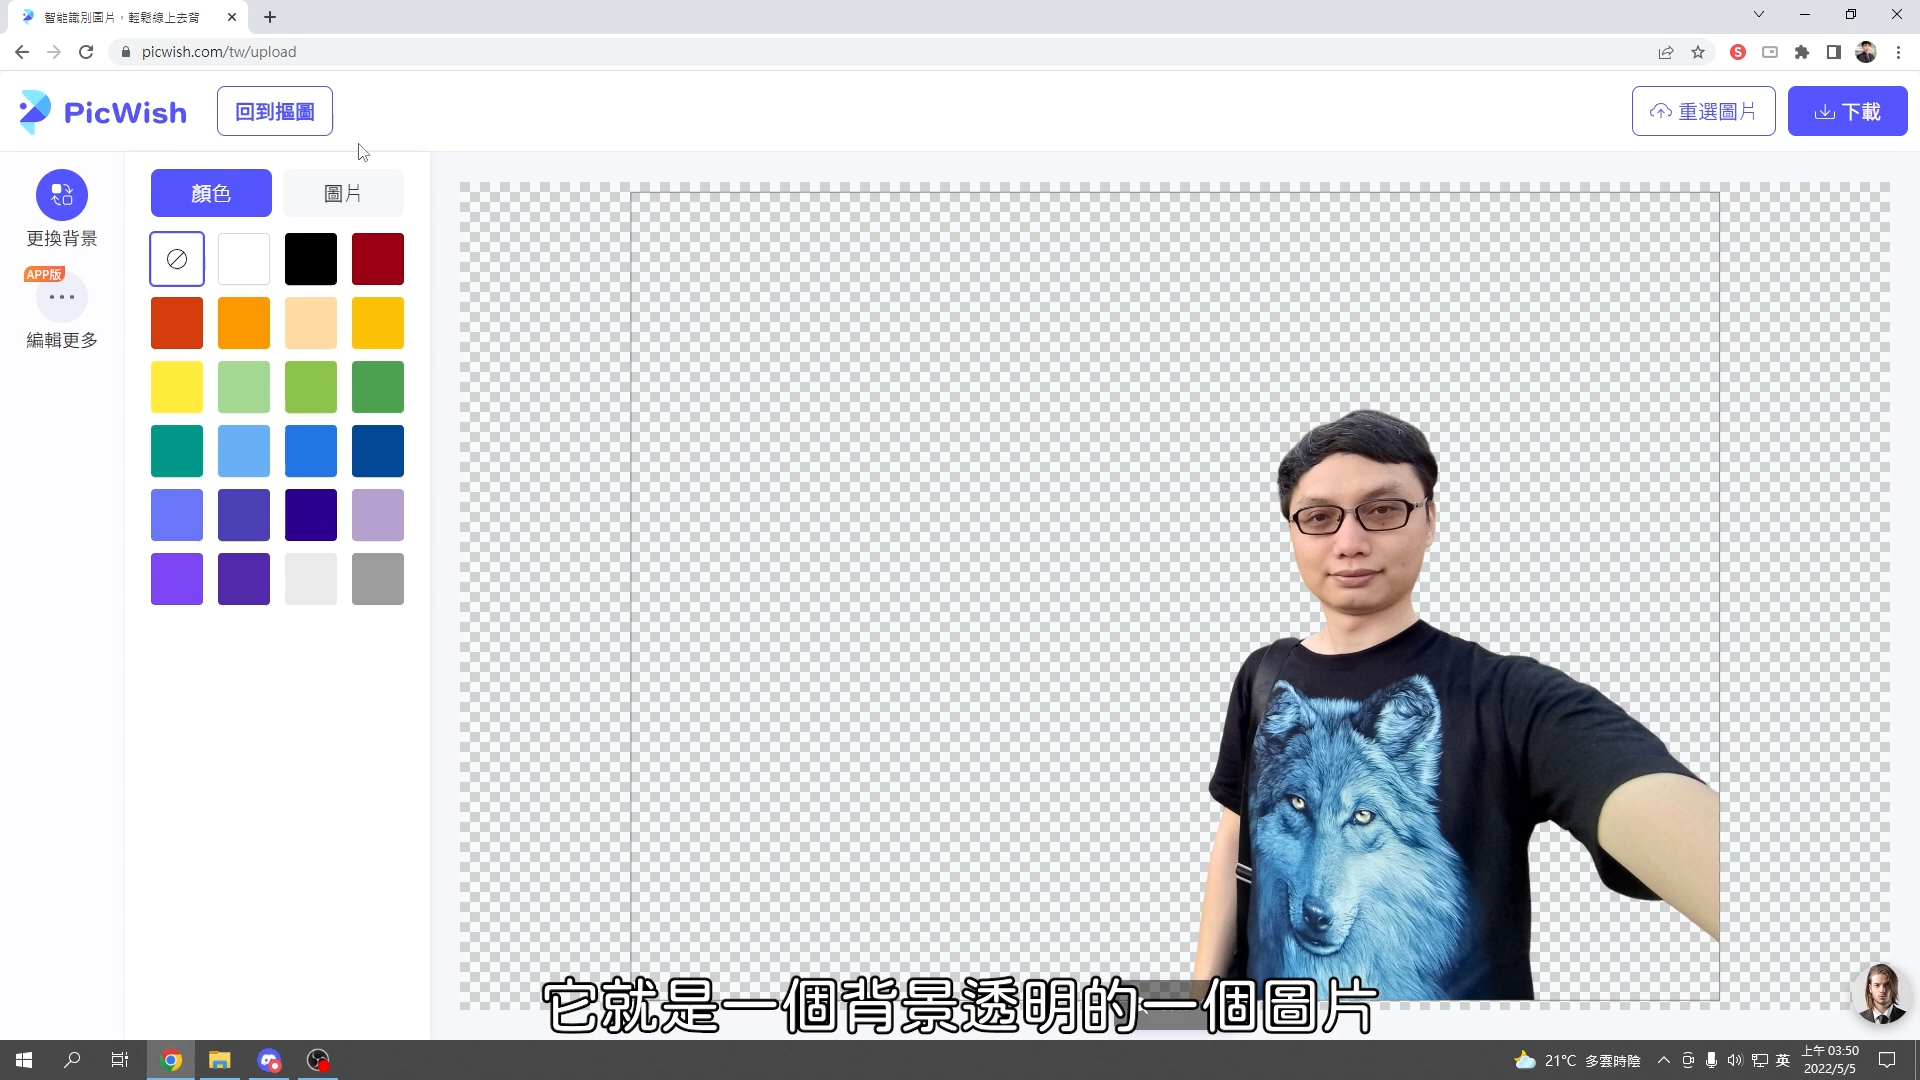 智能識別圖片，輕鬆線上去背
picwish.com/tw/upload
S
PicWish
回到摳圖
重選圖片
下載
更換背景
APP版
編輯更多
顏色
圖片
它就是一個背景透明的一個圖片
21°C 多雲時陰
英
上午 03:50
2022/5/5